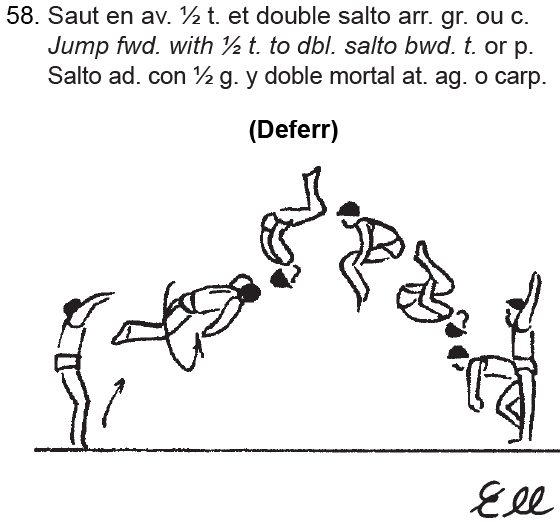 58. Saut en av. ½ t. et double salto arr. gr. ou c.
Jump fwd. with ½ t. to dbl. salto bwd. t. or p.
Salto ad. con ½ g. y doble mortal at. ag. o carp.
(Deferr)
Ell